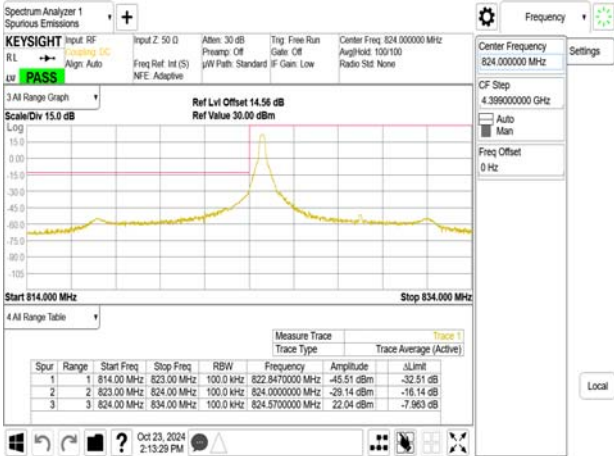 Spectrum Analyzer 1
Spurious Emissions
+
Frequency
KEYSIGHT Input: RF Input Z: 50 Ω Atten: 30 dB Trig: Free Run Center Freq: 824.000000 MHz
Coupling: DC Preamp: Off Gate: Off Avg|Hold: 100/100
RL Align: Auto Freq Ref: Int (S) µW Path: Standard IF Gain: Low Radio Std: None
NFE: Adaptive
PASS
Center Frequency
824.000000 MHz
Settings
CF Step
4.399000000 GHz
Auto
Man
Freq Offset
0 Hz
Local
3 All Range Graph
Ref Lvl Offset 14.56 dB
Scale/Div 15.0 dB Ref Value 30.00 dBm
Log
15.0
0.00
-15.0
-30.0
-45.0
-60.0
-75.0
-90.0
-105
Start 814.000 MHz Stop 834.000 MHz
4 All Range Table
Measure Trace Trace 1
Trace Type Trace Average (Active)
Spur Range Start Freq Stop Freq RBW Frequency Amplitude ΔLimit
1 1 814.00 MHz 823.00 MHz 100.0 kHz 822.8470000 MHz -45.51 dBm -32.51 dB
2 2 823.00 MHz 824.00 MHz 100.0 kHz 824.0000000 MHz -29.14 dBm -16.14 dB
3 3 824.00 MHz 834.00 MHz 100.0 kHz 824.5700000 MHz 22.04 dBm -7.963 dB
?
Oct 23, 2024
2:13:29 PM